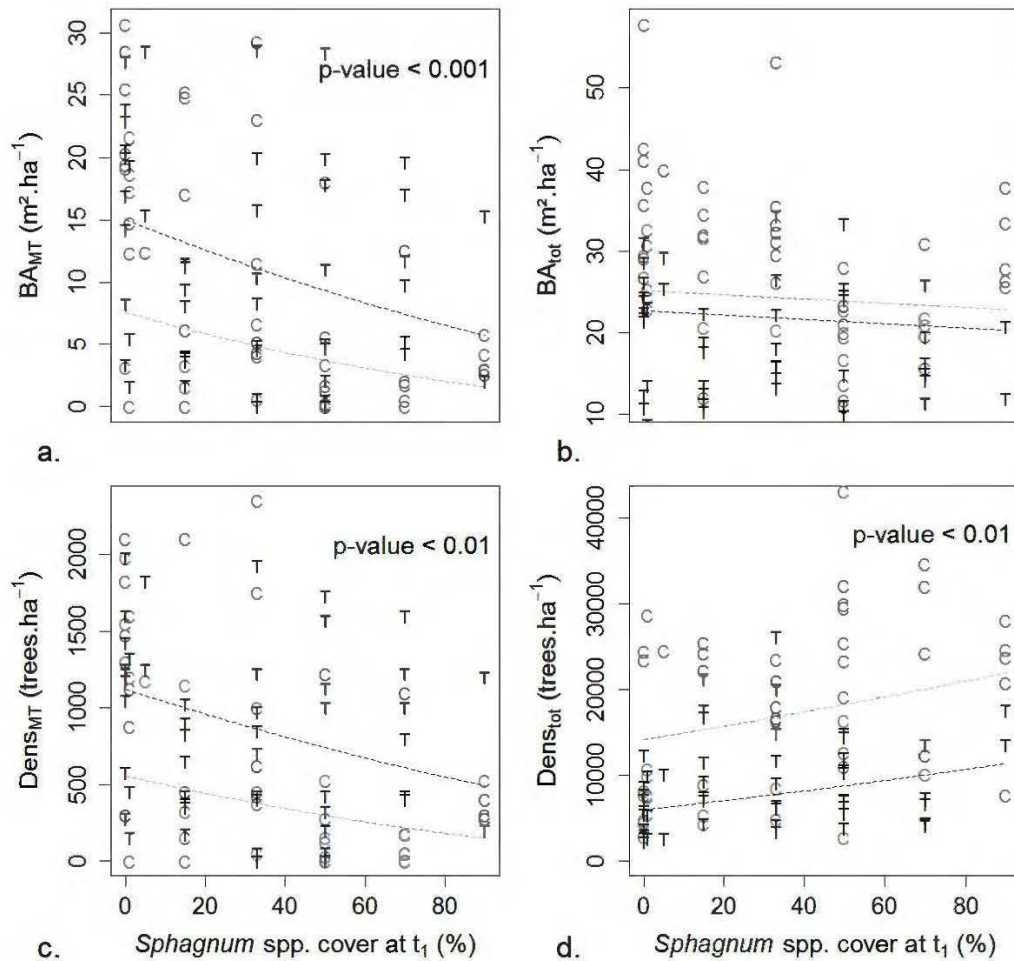 30
25
20
15
10
5
0
BA_MT (m².ha⁻¹)
p-value < 0.001
a.
50
40
30
20
10
BA_tot (m².ha⁻¹)
b.
2000
1500
1000
500
0
Dens_MT (trees.ha⁻¹)
p-value < 0.01
0 20 40 60 80
Sphagnum spp. cover at t₁ (%)
c.
40000
30000
20000
10000
0
Dens_tot (trees.ha⁻¹)
p-value < 0.01
0 20 40 60 80
Sphagnum spp. cover at t₁ (%)
d.